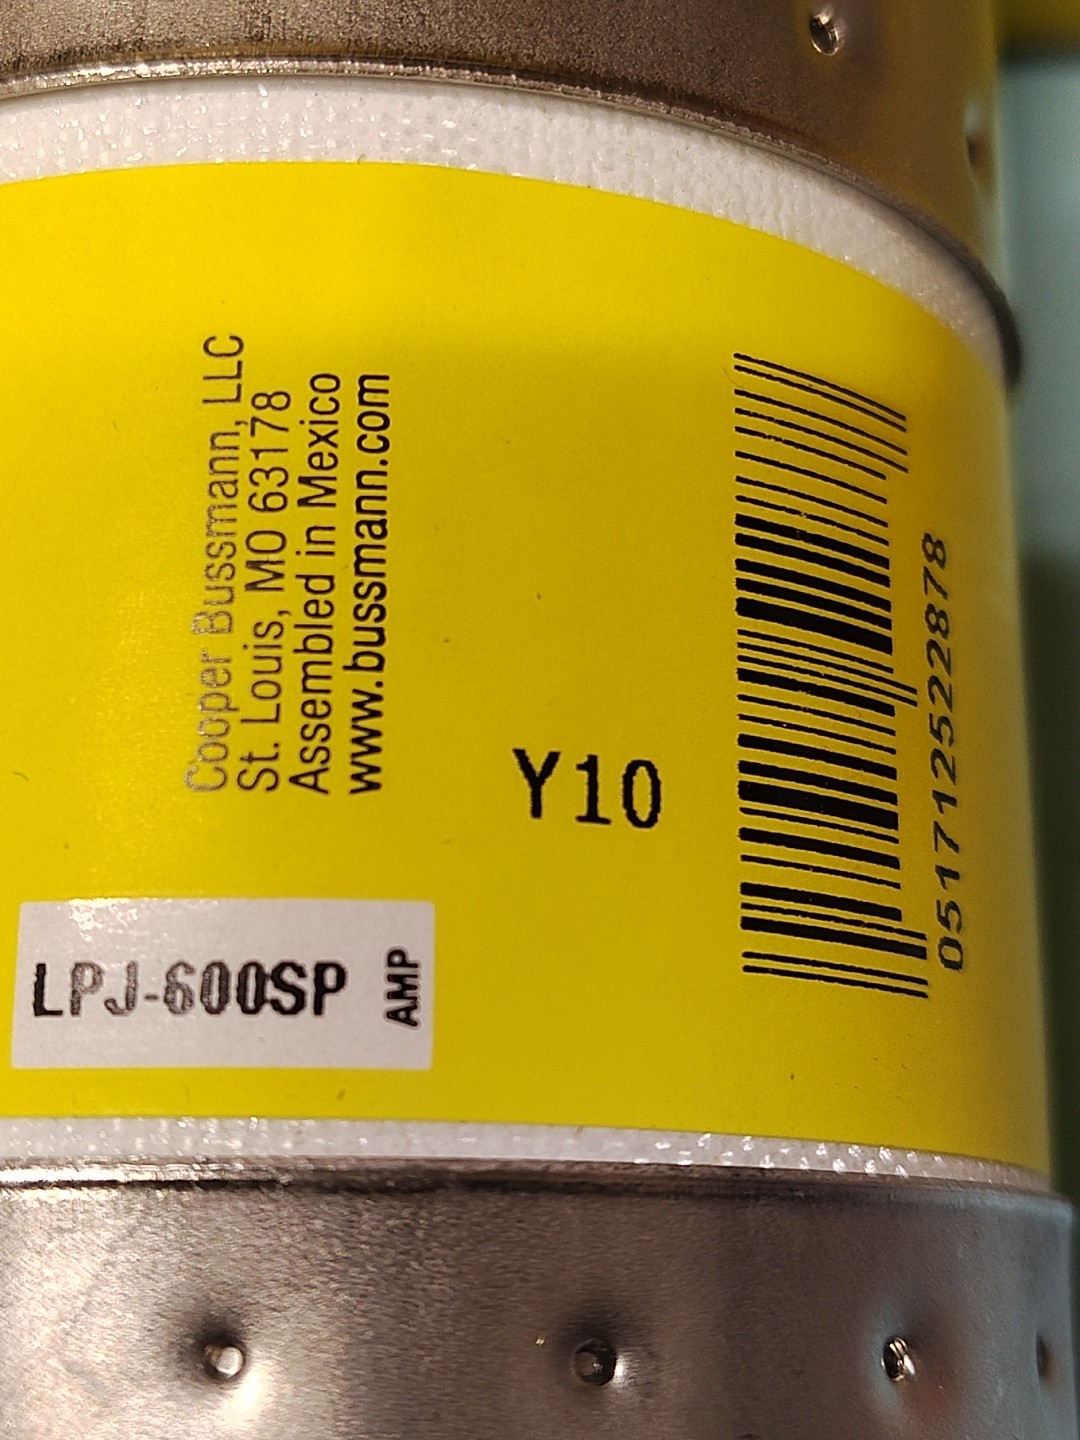 Cooper Bussmann, LLC
St. Louis, MO 63178
Assembled in Mexico
www.bussmann.com
Y10
051712522878
LPJ-600SP
AMP